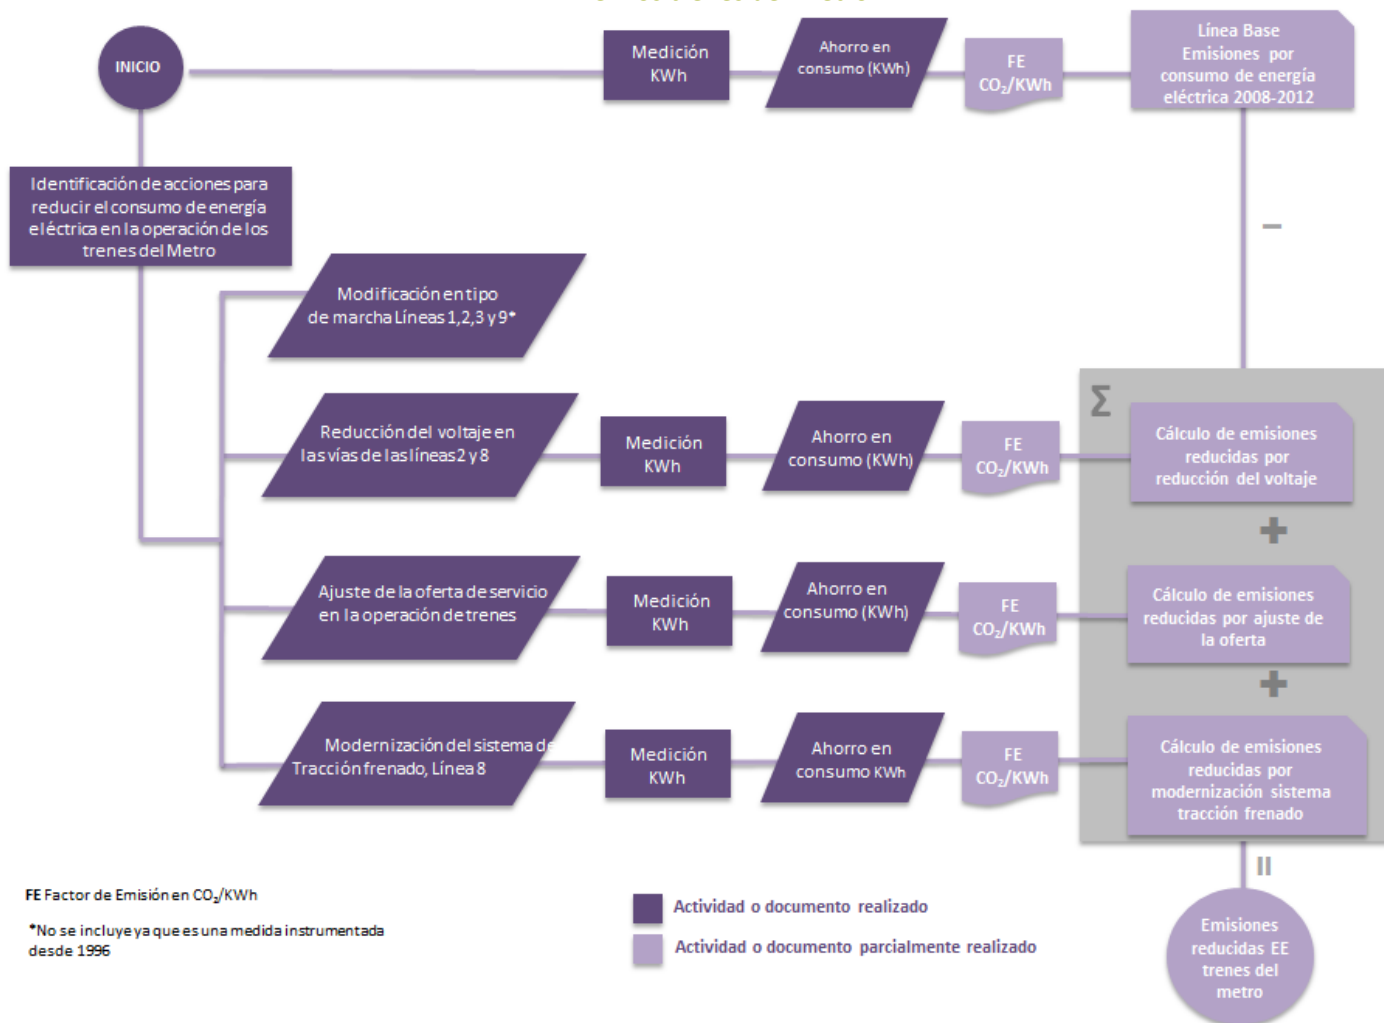 INICIO
Medición
KWh
Ahorro en
consumo (KWh)
FE
CO₂/KWh
Línea Base
Emisiones por
consumo de energía
eléctrica 2008-2012
Identificación de acciones para
reducir el consumo de energía
eléctrica en la operación de los
trenes del Metro
–
Modificación en tipo
de marcha Líneas 1,2,3 y 9*
Σ
Reducción del voltaje en
las vías de las líneas 2 y 8
Medición
KWh
Ahorro en
consumo (KWh)
FE
CO₂/KWh
Cálculo de emisiones
reducidas por
reducción del voltaje
+
Ajuste de la oferta de servicio
en la operación de trenes
Medición
KWh
Ahorro en
consumo (KWh)
FE
CO₂/KWh
Cálculo de emisiones
reducidas por ajuste de
la oferta
+
Modernización del sistema de
Tracción frenado, Línea 8
Medición
KWh
Ahorro en
consumo KWh
FE
CO₂/KWh
Cálculo de emisiones
reducidas por
modernización sistema
tracción frenado
=
Emisiones
reducidas EE
trenes del
metro
FE Factor de Emisión en CO₂/KWh
*No se incluye ya que es una medida instrumentada
desde 1996
Actividad o documento realizado
Actividad o documento parcialmente realizado